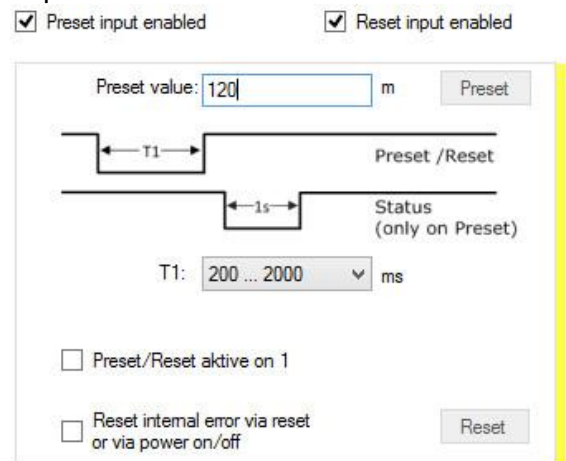 Preset input enabled Reset input enabled
Preset value: 120 m Preset
T1 Preset /Reset
1s Status
(only on Preset)
T1: 200 ... 2000 ms
Preset/Reset aktive on 1
Reset internal error via reset
or via power on/off Reset